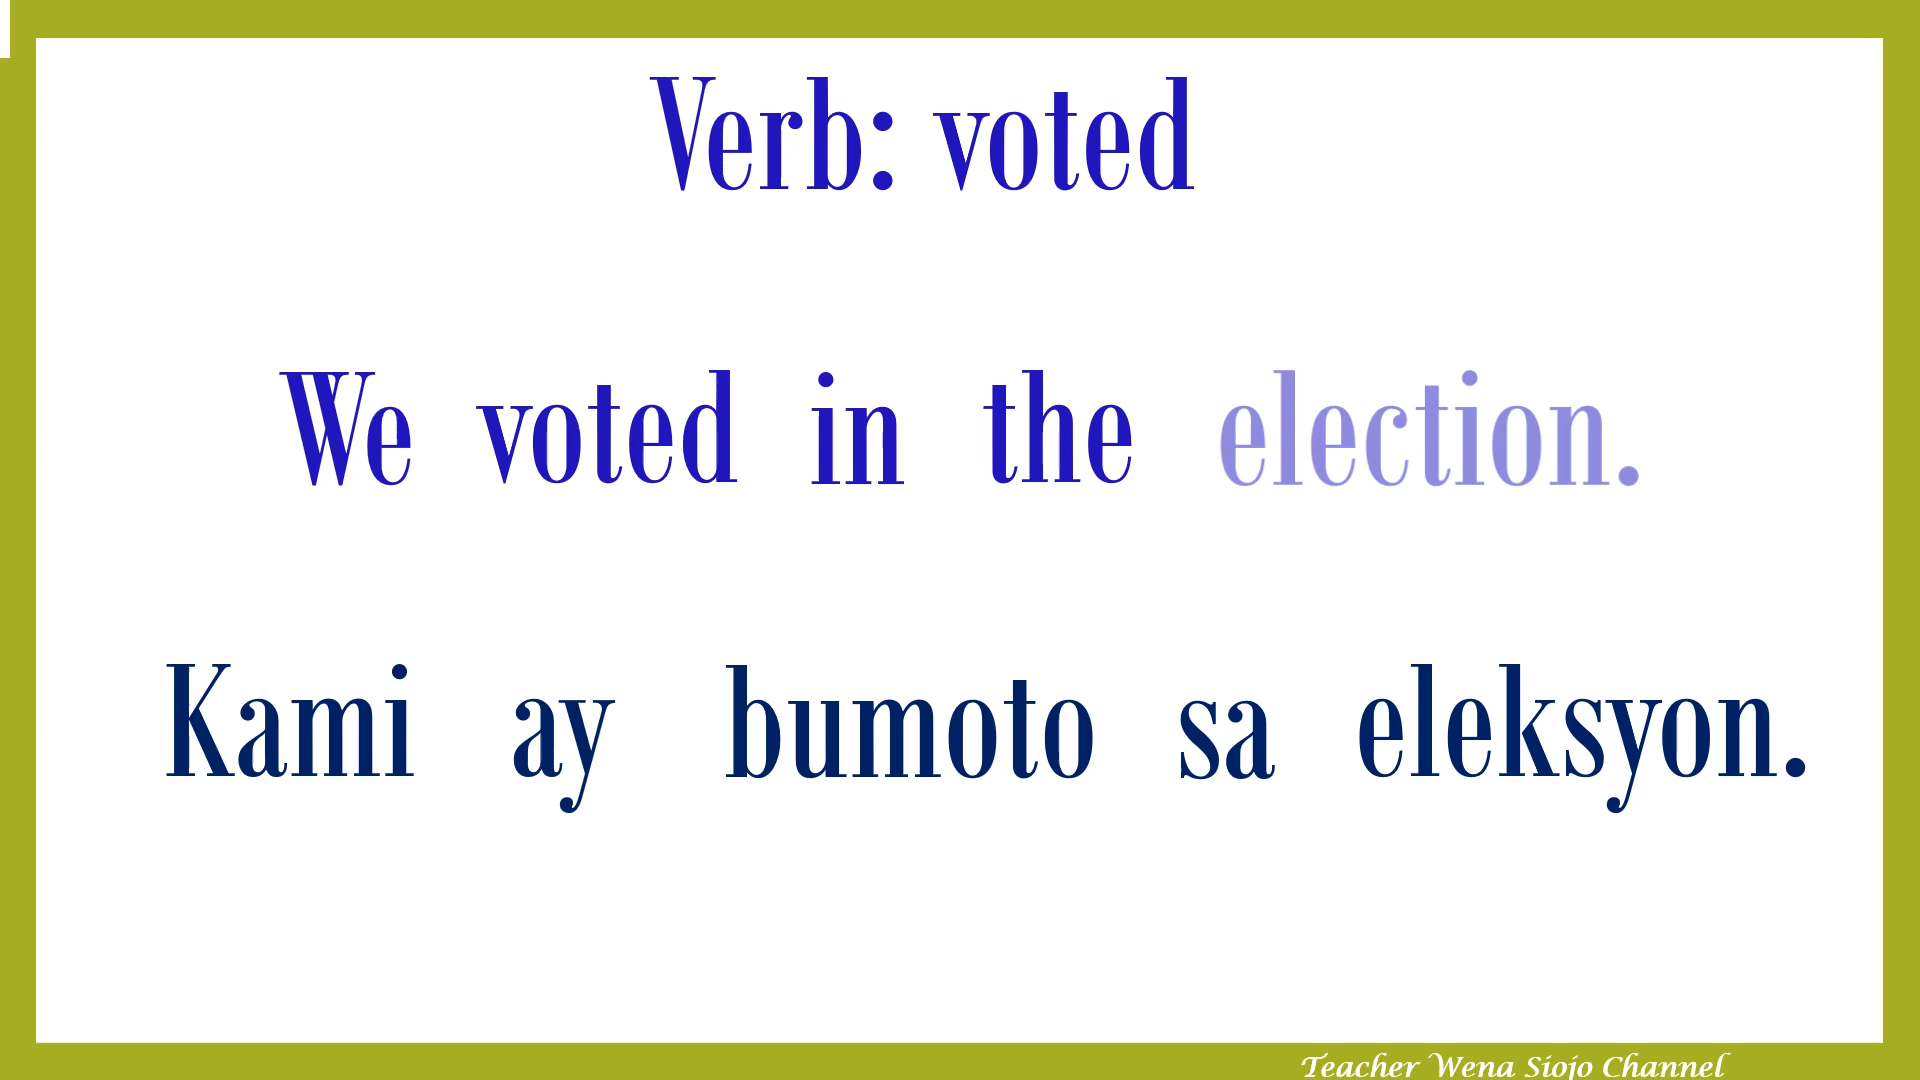 Verb: voted
We voted in the election.
Kami ay bumoto sa eleksyon.
Teacher Wena Siojo Channel